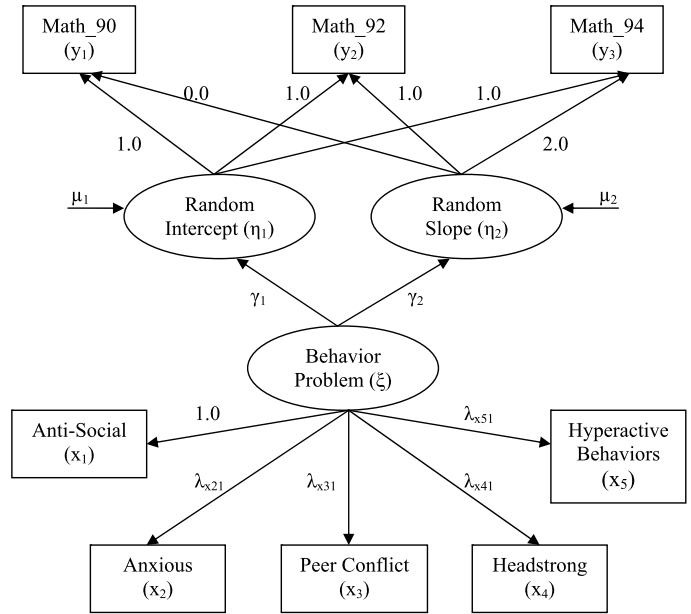 Math_90
(y₁)
Math_92
(y₂)
Math_94
(y₃)
0.0
1.0
1.0
1.0
1.0
2.0
μ₁
Random
Intercept (η₁)
Random
Slope (η₂)
μ₂
γ₁
γ₂
Behavior
Problem (ξ)
Anti-Social
(x₁)
1.0
λₓ₅₁
Hyperactive
Behaviors
(x₅)
λₓ₂₁
λₓ₃₁
λₓ₄₁
Anxious
(x₂)
Peer Conflict
(x₃)
Headstrong
(x₄)